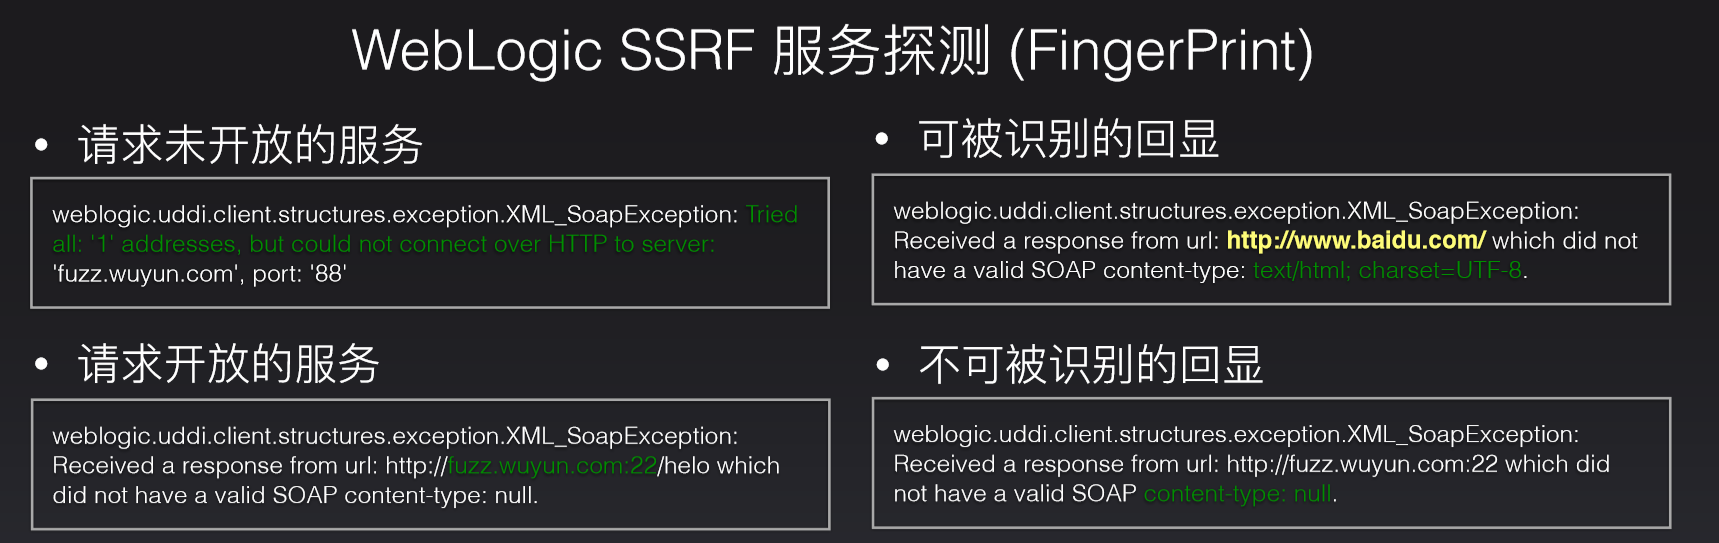 WebLogic SSRF 服务探测 (FingerPrint)
• 请求未开放的服务
weblogic.uddi.client.structures.exception.XML_SoapException: Tried
all: '1' addresses, but could not connect over HTTP to server:
'fuzz.wuyun.com', port: '88'
• 请求开放的服务
weblogic.uddi.client.structures.exception.XML_SoapException:
Received a response from url: http://fuzz.wuyun.com:22/helo which
did not have a valid SOAP content-type: null.
• 可被识别的回显
weblogic.uddi.client.structures.exception.XML_SoapException:
Received a response from url: http://www.baidu.com/ which did not
have a valid SOAP content-type: text/html; charset=UTF-8.
• 不可被识别的回显
weblogic.uddi.client.structures.exception.XML_SoapException:
Received a response from url: http://fuzz.wuyun.com:22 which did
not have a valid SOAP content-type: null.